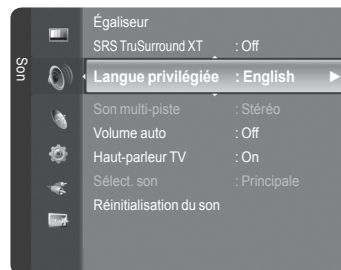 Son
Égaliseur
SRS TruSurround XT : Off
Langue privilégiée : English
Son multi-piste : Stéréo
Volume auto : Off
Haut-parleur TV : On
Sélect. son : Principale
Réinitialisation du son